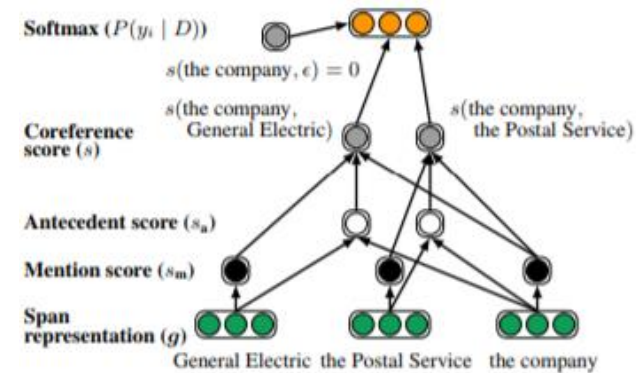 Softmax (P(yᵢ | D))
s(the company, ϵ) = 0
s(the company,
General Electric)
s(the company,
the Postal Service)
Coreference
score (s)
Antecedent score (sₐ)
Mention score (sₘ)
Span
representation (g)
General Electric the Postal Service the company